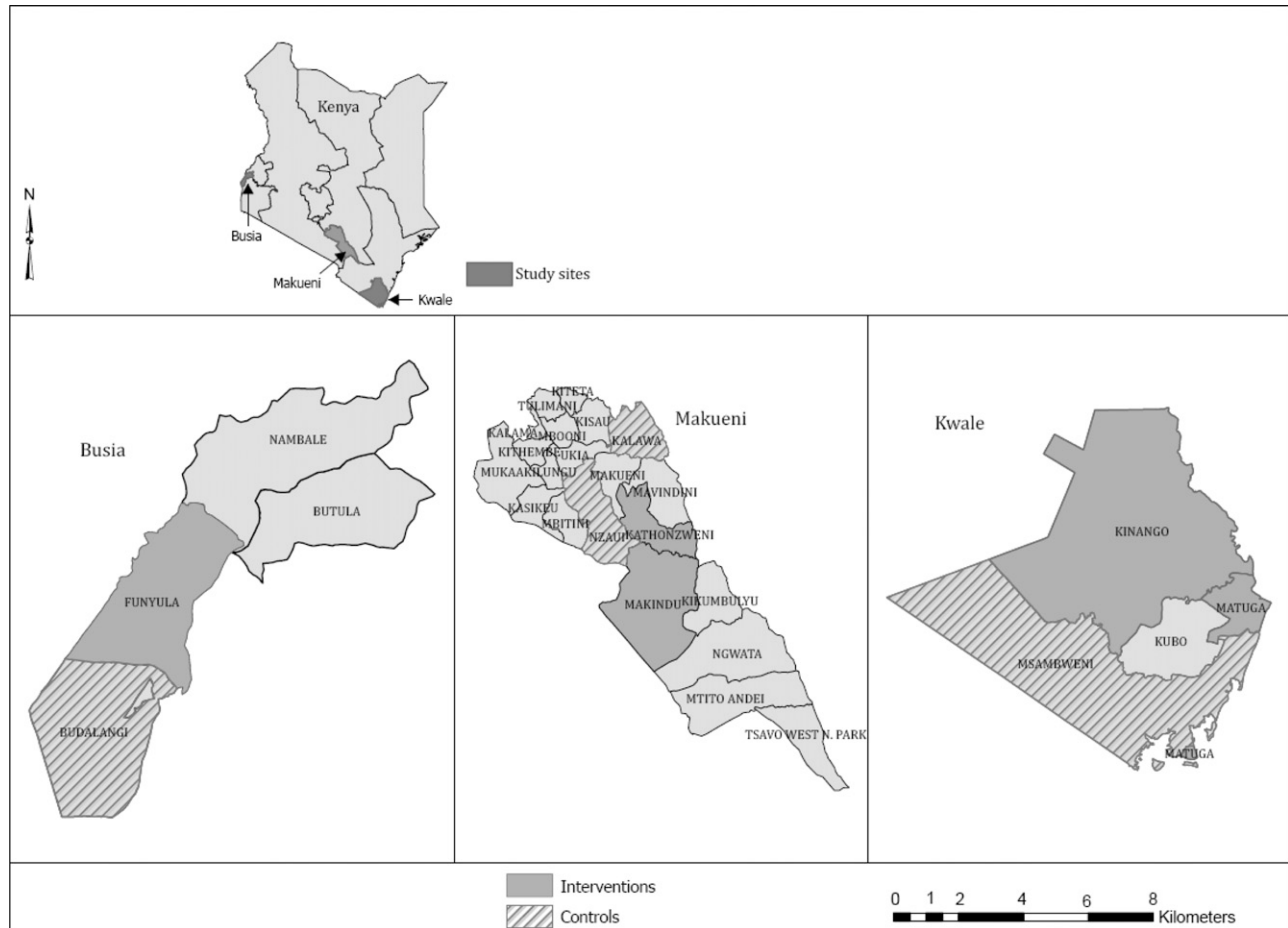 Kenya
N
Busia
Makueni
Kwale
Study sites
Busia
NAMBALE
BUTULA
FUNYULA
BUDALANGI
Makueni
KITETA
TULIMANI
KISAU
KALAMA
MBOONI
KALAWA
KITHEMBE
UKIA
MUKAA
KILUNGU
MAKUENI
MAVINDINI
KASIKEU
MBITINI
NZAUI
KATHONZWENI
MAKINDU
KIKUMBULYU
NGWATA
MTITO ANDEI
TSAVO WEST N. PARK
Kwale
KINANGO
MATUGA
KUBO
MSAMBWENI
MATUGA
Interventions
Controls
0 1 2 4 6 8
Kilometers